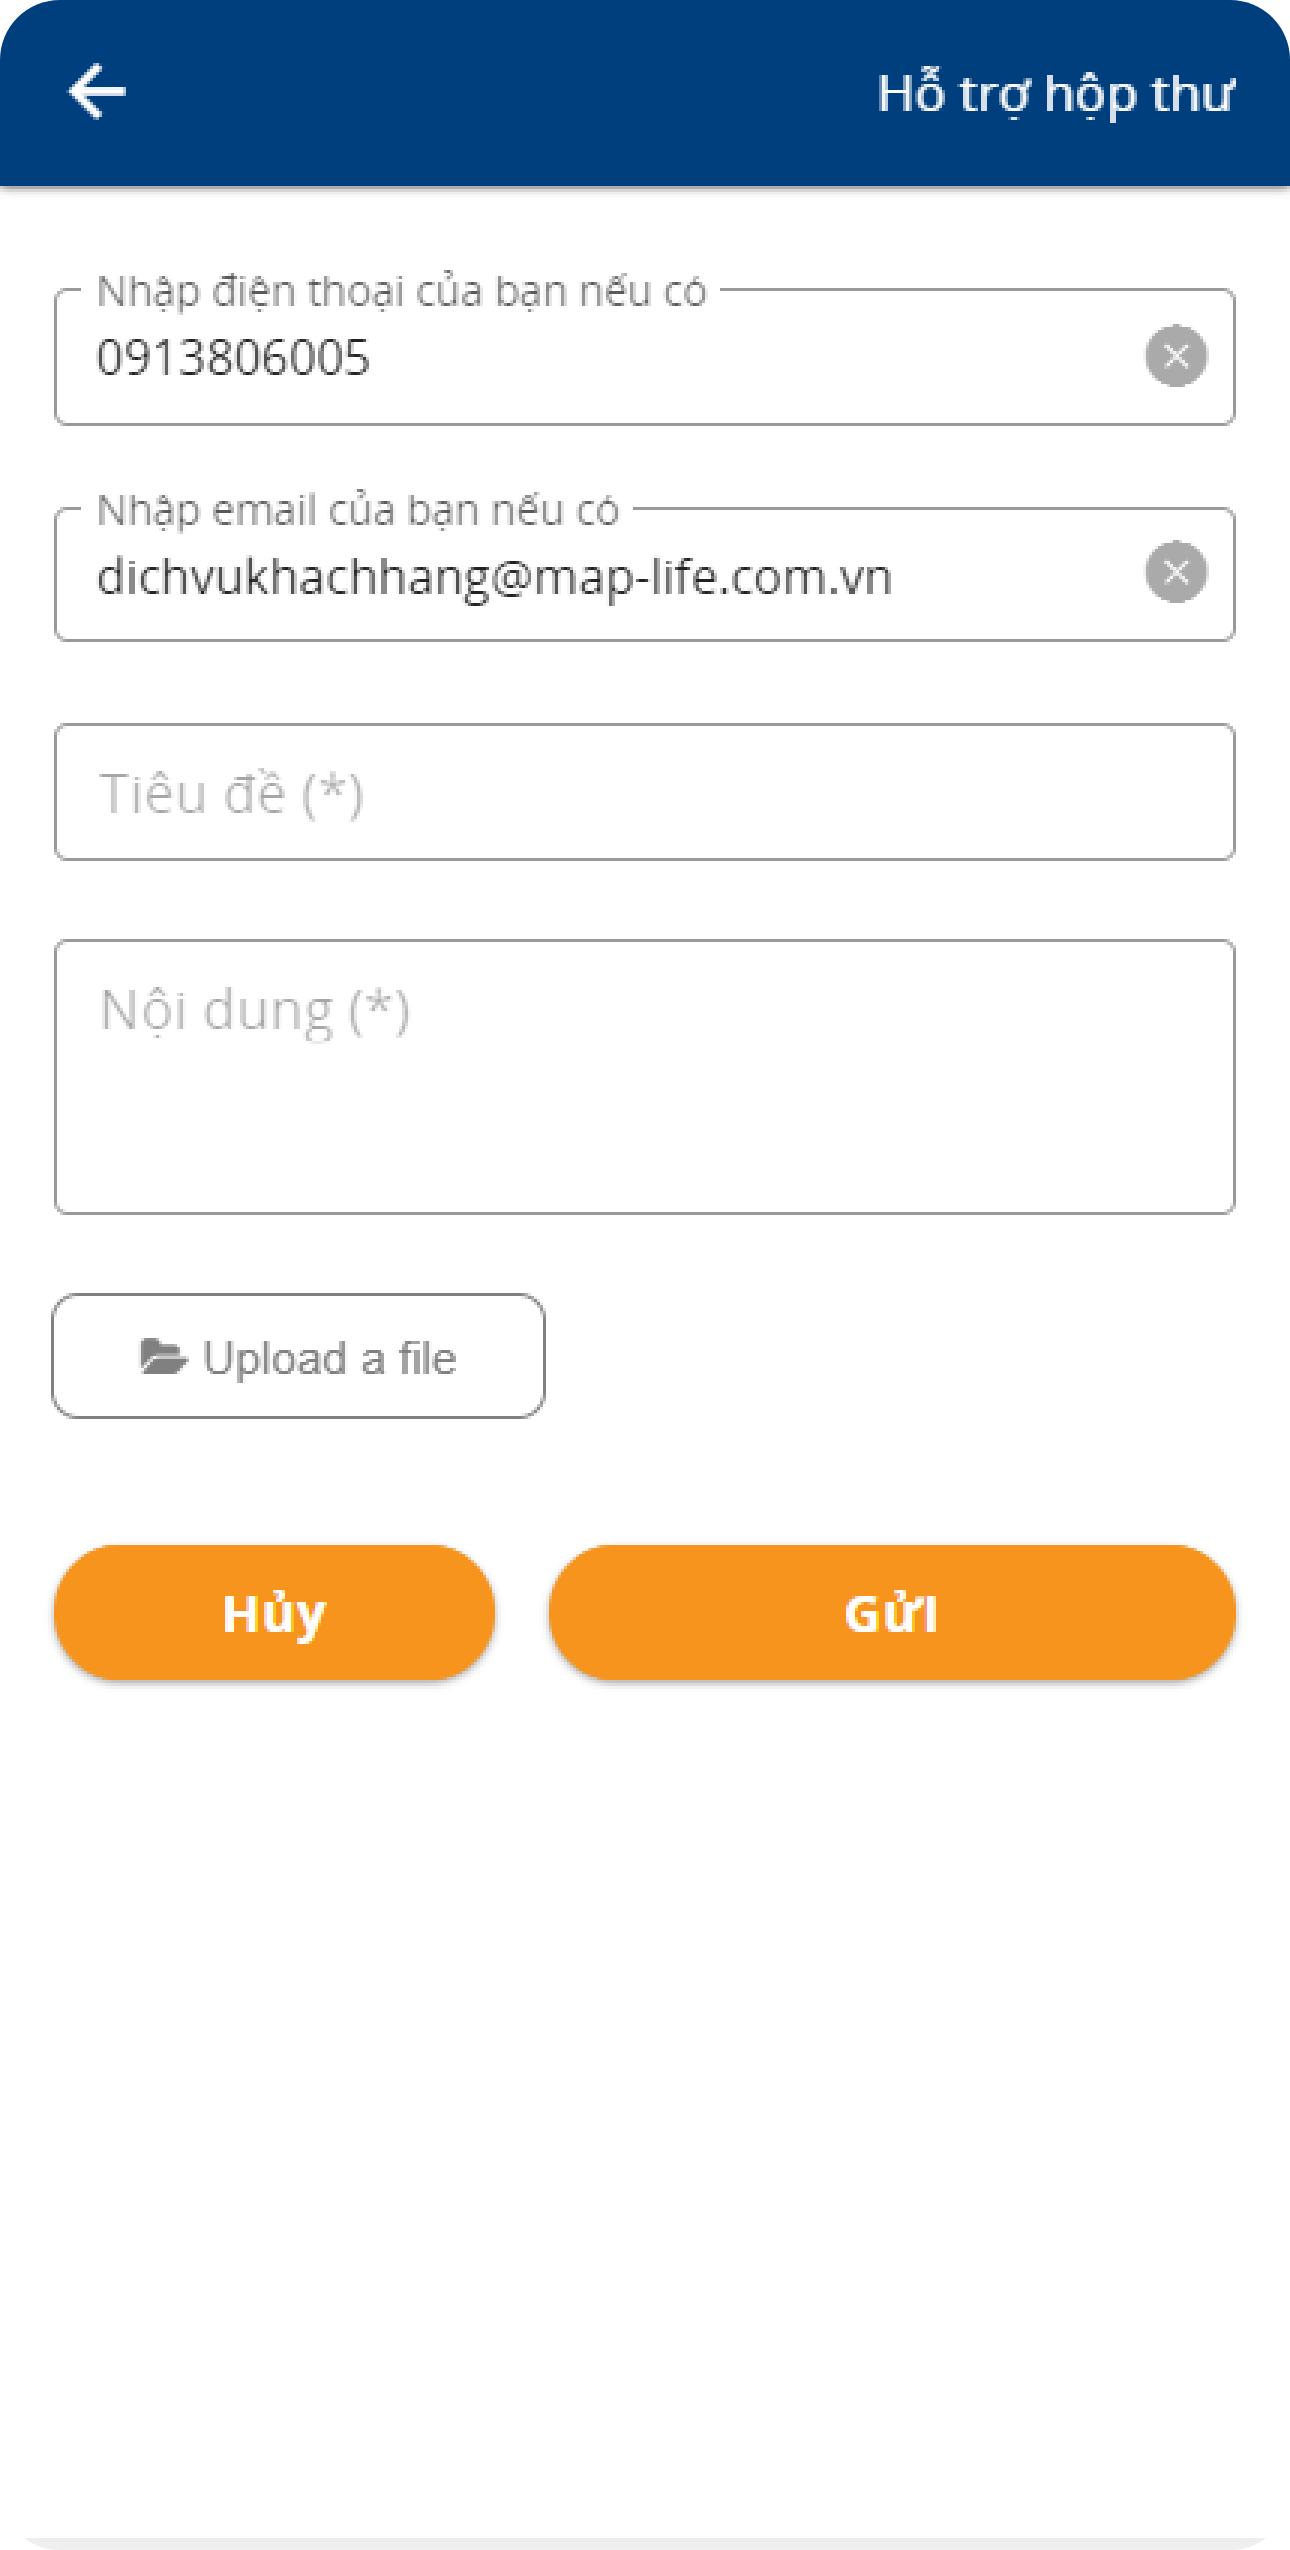 Hỗ trợ hộp thư
Nhập điện thoại của bạn nếu có
0913806005
Nhập email của bạn nếu có
dichvukhachhang@map-life.com.vn
Tiêu đề (*)
Nội dung (*)
Upload a file
Hủy
Gửi